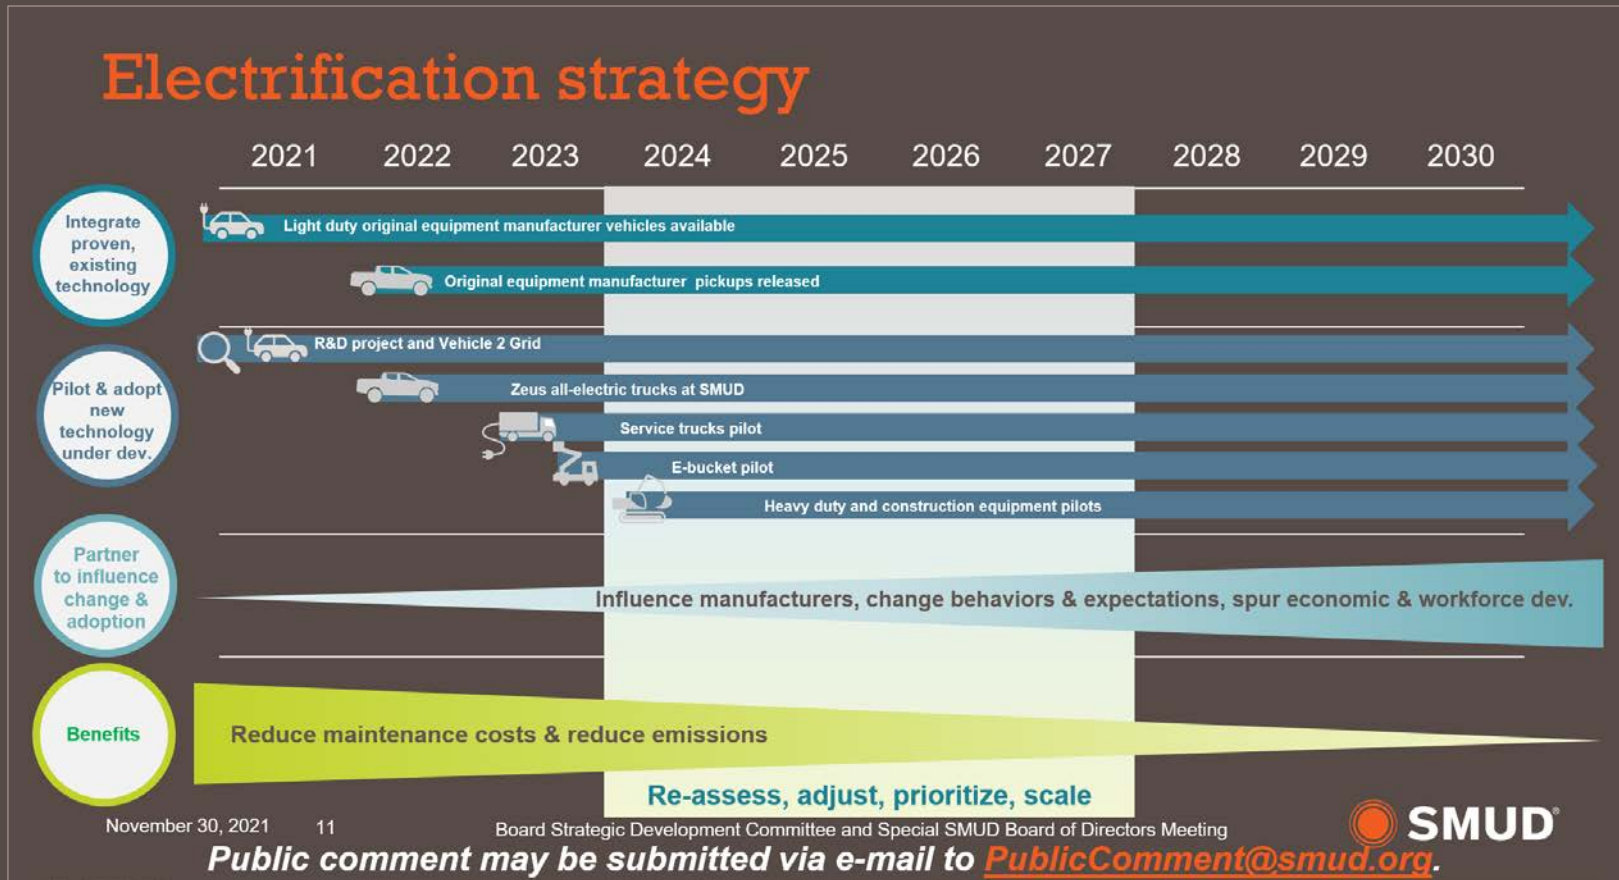 Electrification strategy
2021 2022 2023 2024 2025 2026 2027 2028 2029 2030
Integrate
proven,
existing
technology
Light duty original equipment manufacturer vehicles available
Original equipment manufacturer pickups released
Pilot & adopt
new
technology
under dev.
R&D project and Vehicle 2 Grid
Zeus all-electric trucks at SMUD
Service trucks pilot
E-bucket pilot
Heavy duty and construction equipment pilots
Partner
to influence
change &
adoption
Influence manufacturers, change behaviors & expectations, spur economic & workforce dev.
Benefits
Reduce maintenance costs & reduce emissions
Re-assess, adjust, prioritize, scale
November 30, 2021 11 Board Strategic Development Committee and Special SMUD Board of Directors Meeting
SMUD®
Public comment may be submitted via e-mail to PublicComment@smud.org.